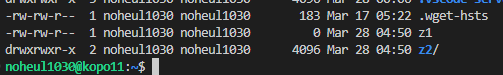 -rw-rw-r-- 1 noheul1030 noheul1030 183 Mar 17 05:22 .wget-hsts
-rw-rw-r-- 1 noheul1030 noheul1030 0 Mar 28 04:50 z1
drwxrwxr-x 2 noheul1030 noheul1030 4096 Mar 28 04:50 z2/
noheul1030@kopo11:~$